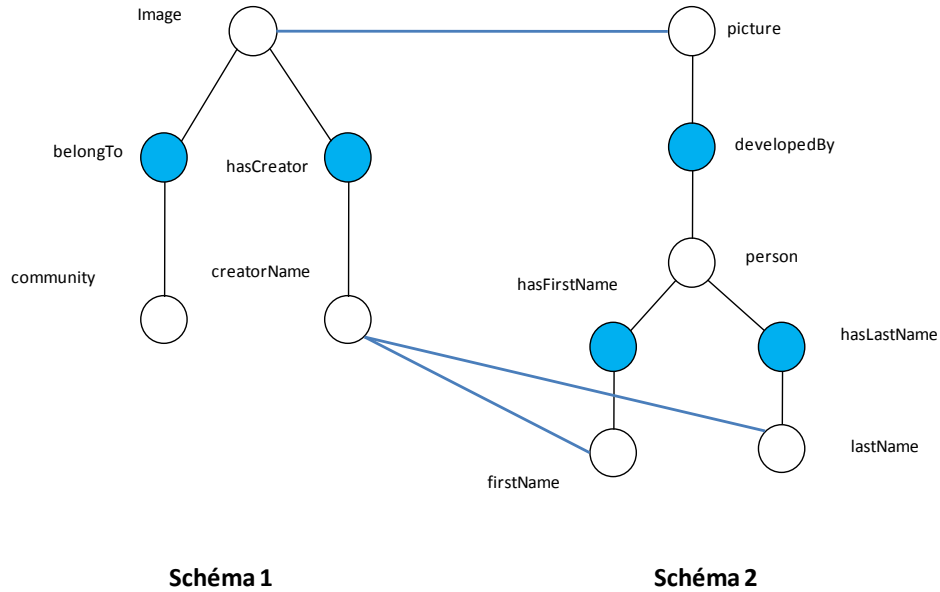 Image
picture
belongTo
hasCreator
developedBy
community
creatorName
person
hasFirstName
hasLastName
firstName
lastName
Schéma 1
Schéma 2